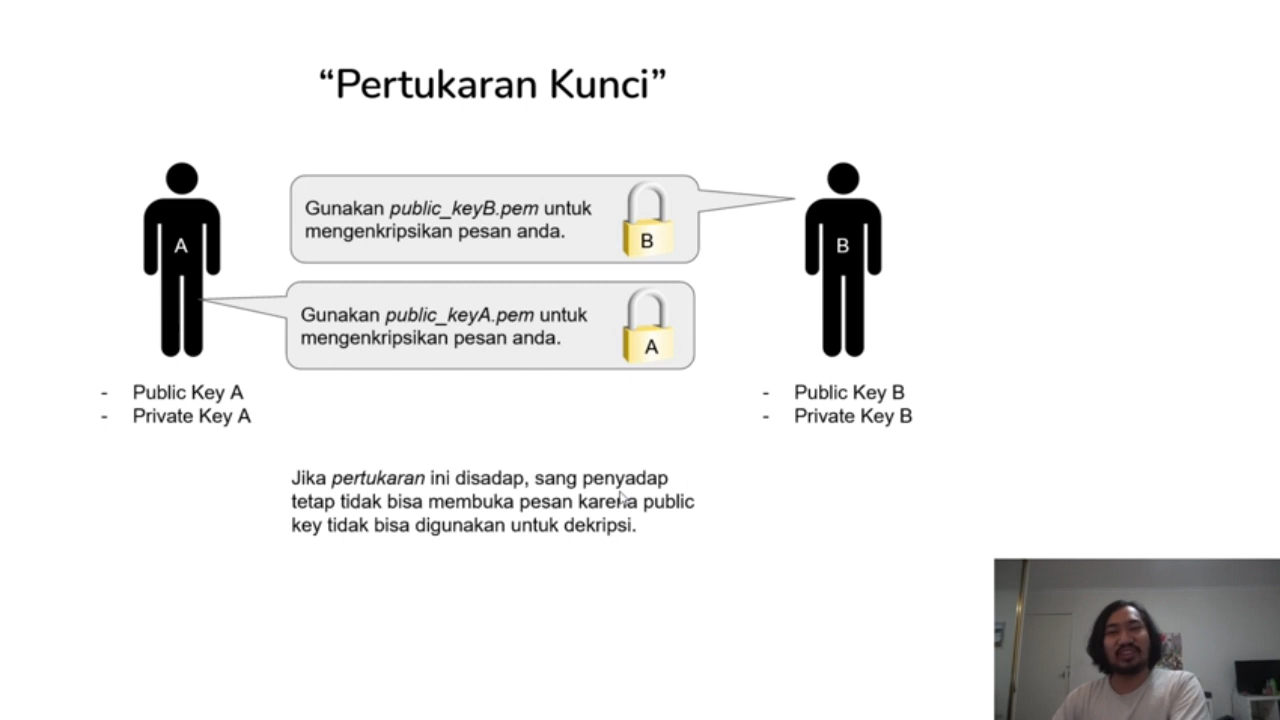 “Pertukaran Kunci”
A
Gunakan public_keyB.pem untuk
mengenkripsikan pesan anda.
B
B
Gunakan public_keyA.pem untuk
mengenkripsikan pesan anda.
A
- Public Key A
- Private Key A
- Public Key B
- Private Key B
Jika pertukaran ini disadap, sang penyadap
tetap tidak bisa membuka pesan karena public
key tidak bisa digunakan untuk dekripsi.